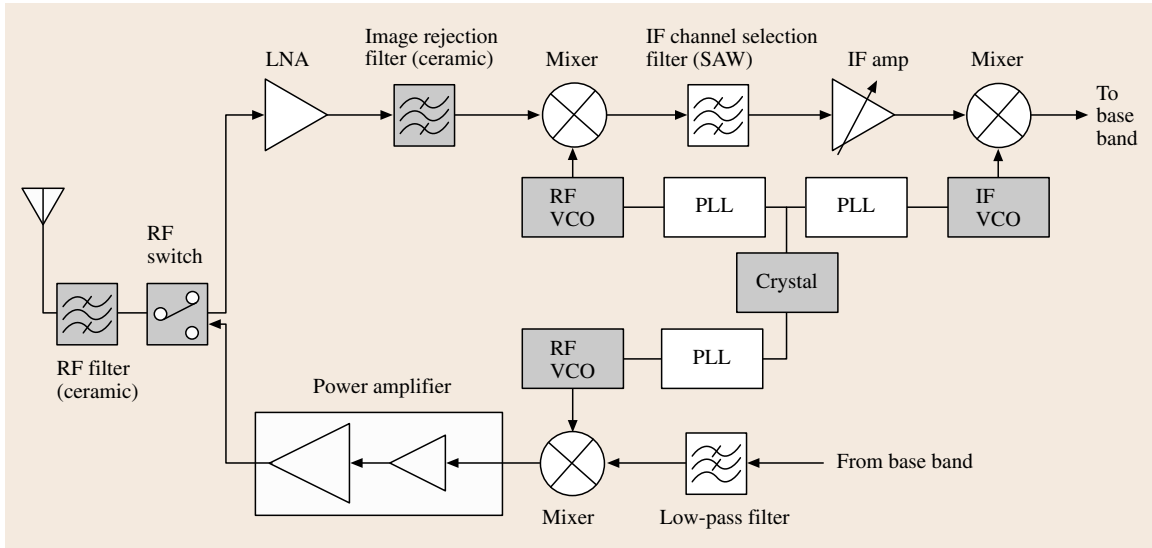 LNA
Image rejection
filter (ceramic)
Mixer
IF channel selection
filter (SAW)
IF amp
Mixer
To
base
band
RF
VCO
PLL
PLL
IF
VCO
RF
switch
Crystal
RF filter
(ceramic)
RF
VCO
PLL
Power amplifier
From base band
Mixer
Low-pass filter